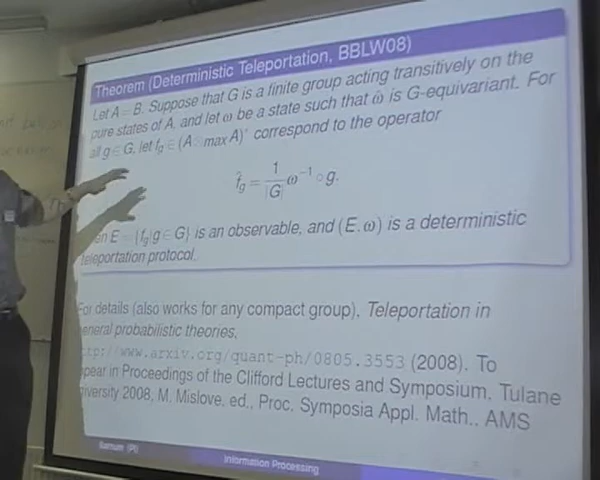 Theorem (Deterministic Teleportation, BBLW08)
Let A = B. Suppose that G is a finite group acting transitively on the
pure states of A, and let ω be a state such that ω̂ is G-equivariant. For
all g ∈ G, let f_g ∈ (A ⊗max A)* correspond to the operator
f̂_g = 1/|G| ω⁻¹ ∘ g.
E = {f_g|g ∈ G} is an observable, and (E, ω) is a deterministic
teleportation protocol.
For details (also works for any compact group), Teleportation in
general probabilistic theories,
http://www.arxiv.org/quant-ph/0805.3553 (2008). To
pear in Proceedings of the Clifford Lectures and Symposium, Tulane
iversity 2008, M. Mislove, ed., Proc. Symposia Appl. Math., AMS
Barnum (PI)
Information Processing